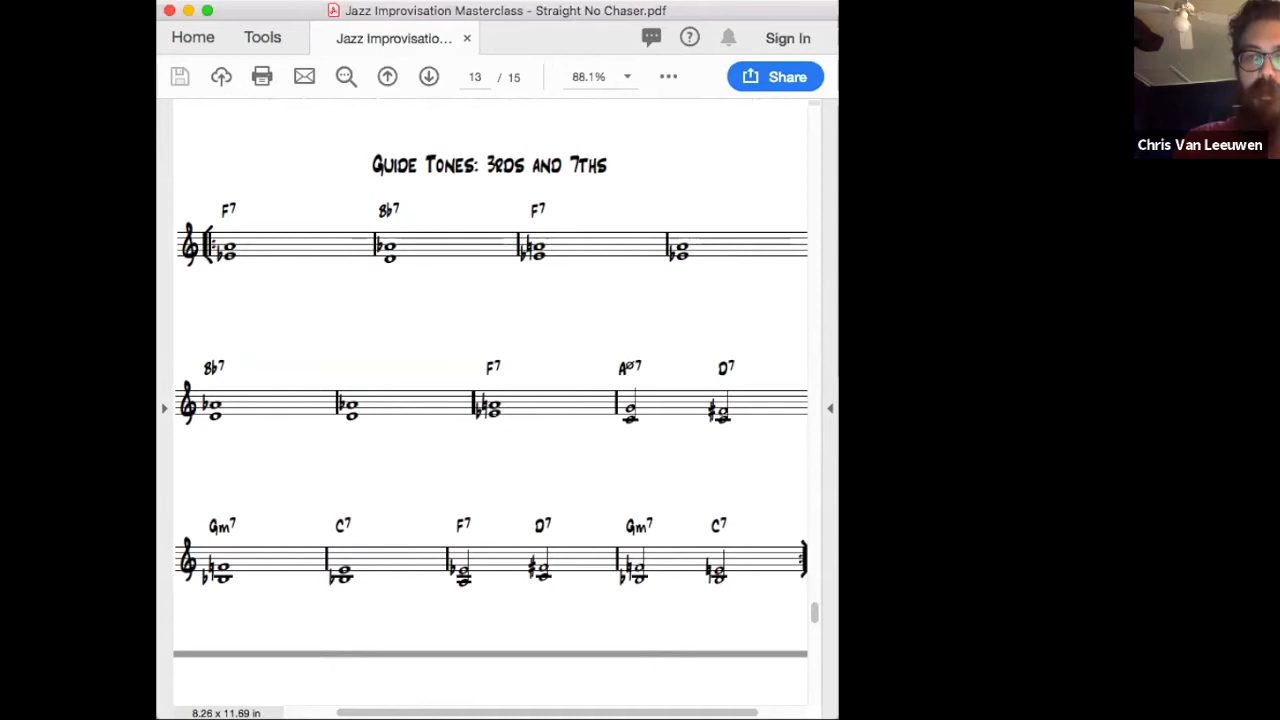 Jazz Improvisation Masterclass - Straight No Chaser.pdf
Home Tools Jazz Improvisatio... × Sign In
13 / 15 88.1% Share
Chris Van Leeuwen
Guide Tones: 3rds and 7ths
F7 Bb7 F7
Bb7 F7 Aø7 D7
Gm7 C7 F7 D7 Gm7 C7
8.26 x 11.69 in